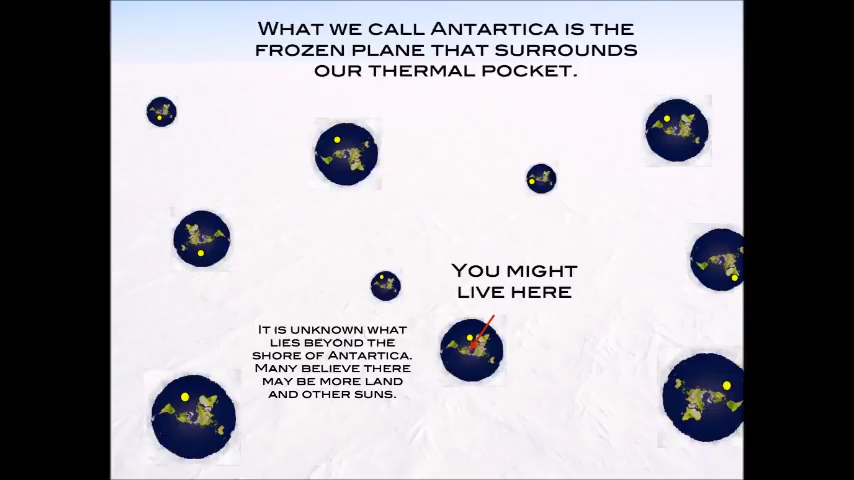 What we call Antartica is the
frozen plane that surrounds
our thermal pocket.
You might
live here
It is unknown what
lies beyond the
shore of Antartica.
Many believe there
may be more land
and other suns.